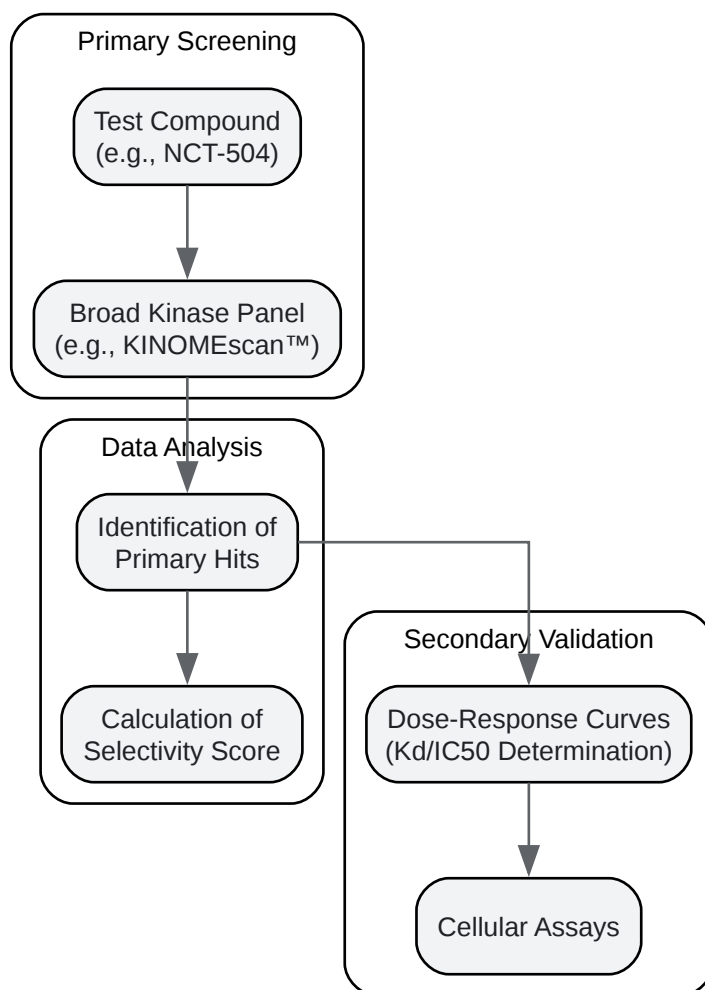 Primary Screening
Test Compound
(e.g., NCT-504)
Broad Kinase Panel
(e.g., KINOMEscan™)
Data Analysis
Identification of
Primary Hits
Calculation of
Selectivity Score
Secondary Validation
Dose-Response Curves
(Kd/IC50 Determination)
Cellular Assays